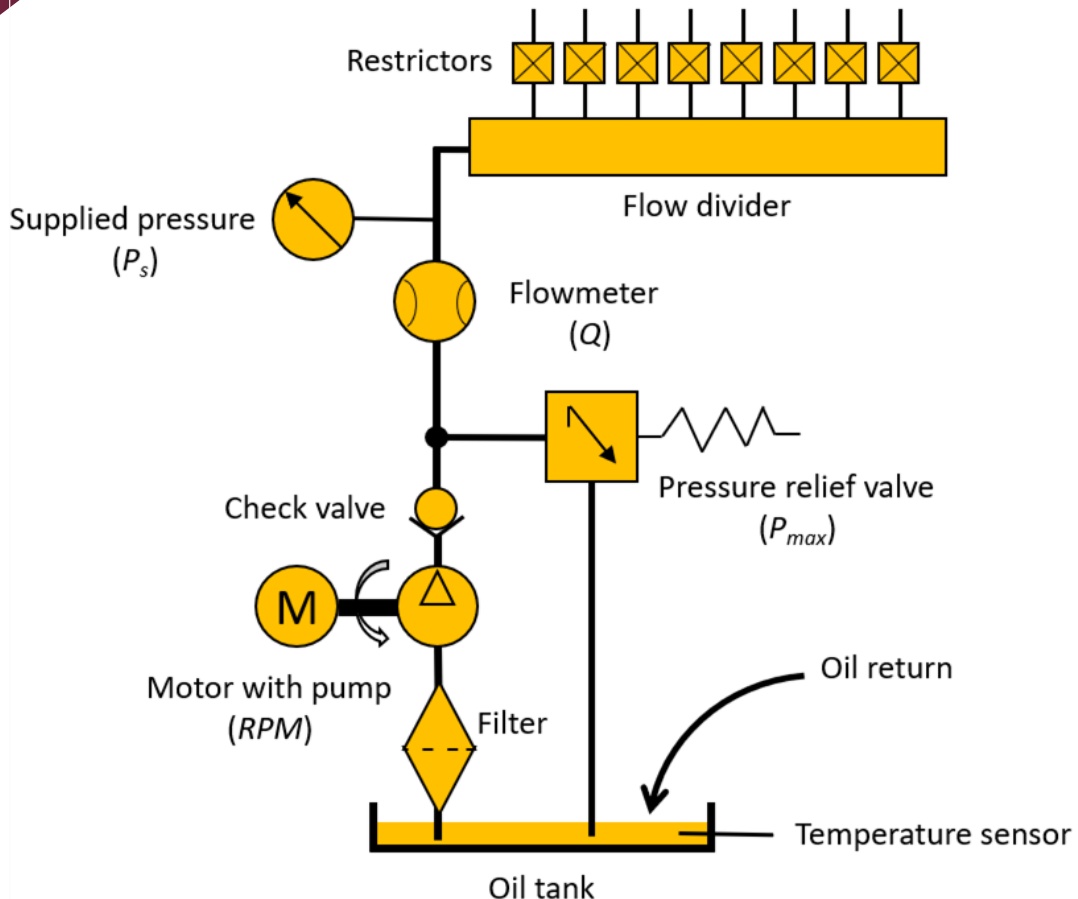 Restrictors
Flow divider
Supplied pressure
(Ps)
Flowmeter
(Q)
Check valve
Pressure relief valve
(Pmax)
M
Motor with pump
(RPM)
Filter
Oil return
Temperature sensor
Oil tank